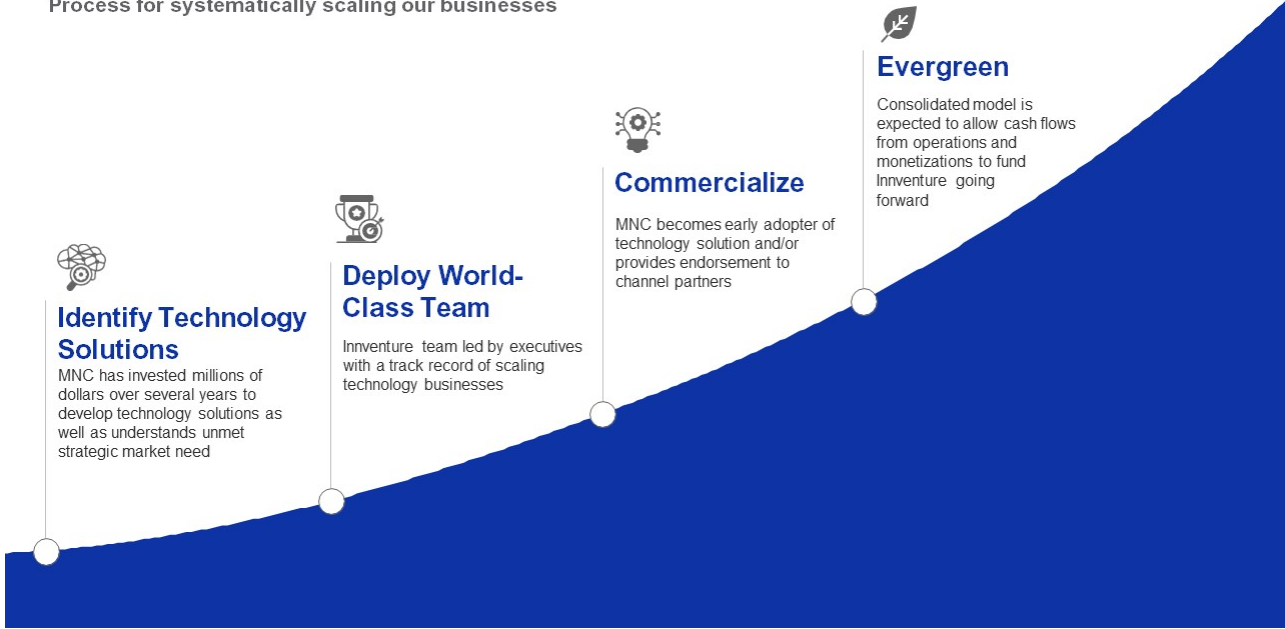 Process for systematically scaling our businesses
Identify Technology
Solutions
MNC has invested millions of
dollars over several years to
develop technology solutions as
well as understands unmet
strategic market need
Deploy World-
Class Team
Innventure team led by executives
with a track record of scaling
technology businesses
Commercialize
MNC becomes early adopter of
technology solution and/or
provides endorsement to
channel partners
Evergreen
Consolidated model is
expected to allow cash flows
from operations and
monetizations to fund
Innventure going
forward